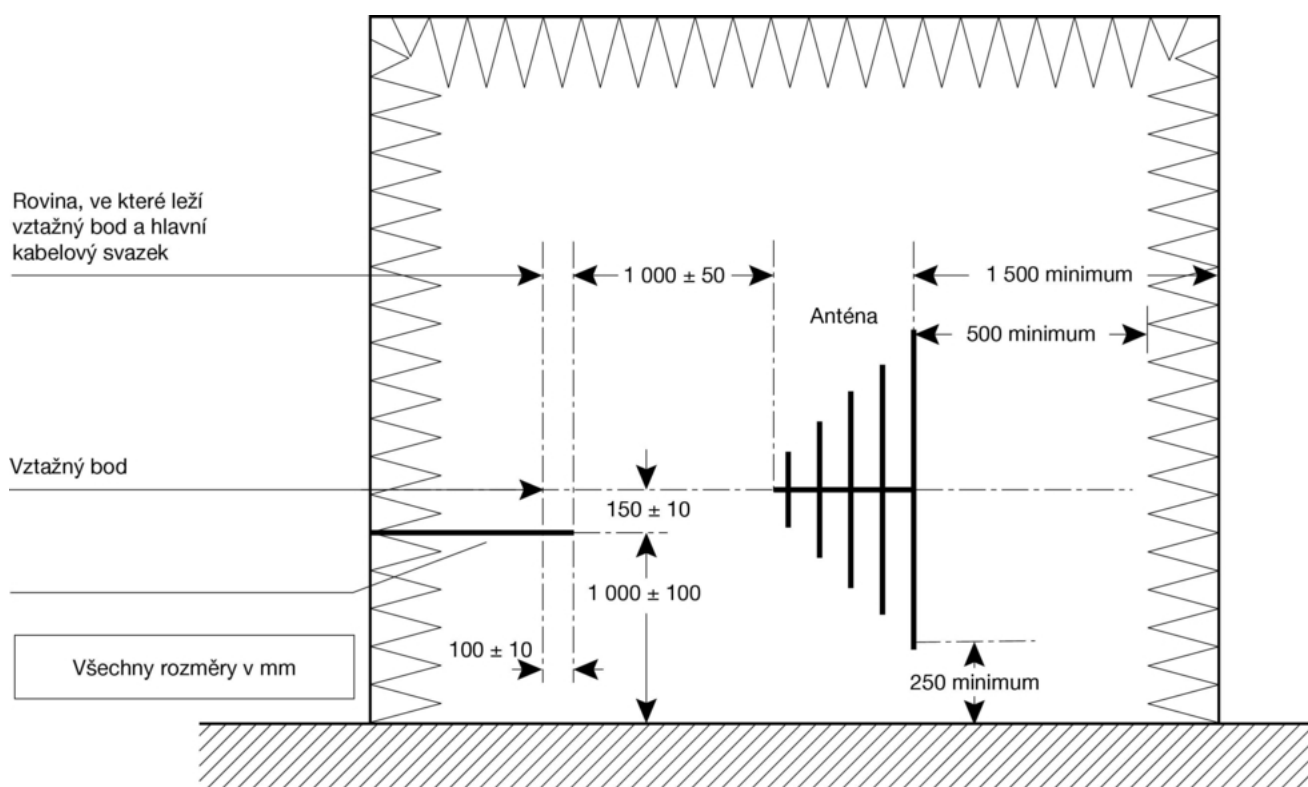 Rovina, ve které leží
vztažný bod a hlavní
kabelový svazek
1 000 ± 50
1 500 minimum
Anténa
500 minimum
Vztažný bod
150 ± 10
1 000 ± 100
100 ± 10
Všechny rozměry v mm
250 minimum